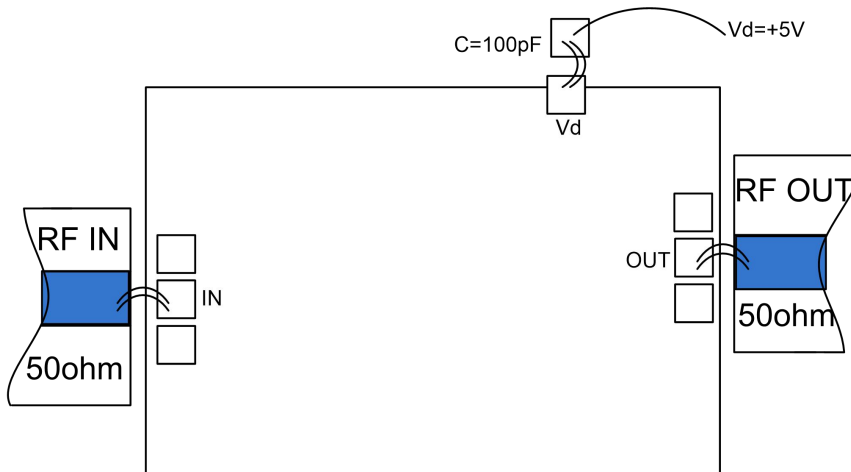 C=100pF
Vd=+5V
Vd
RF IN
RF OUT
OUT
IN
50ohm
50ohm